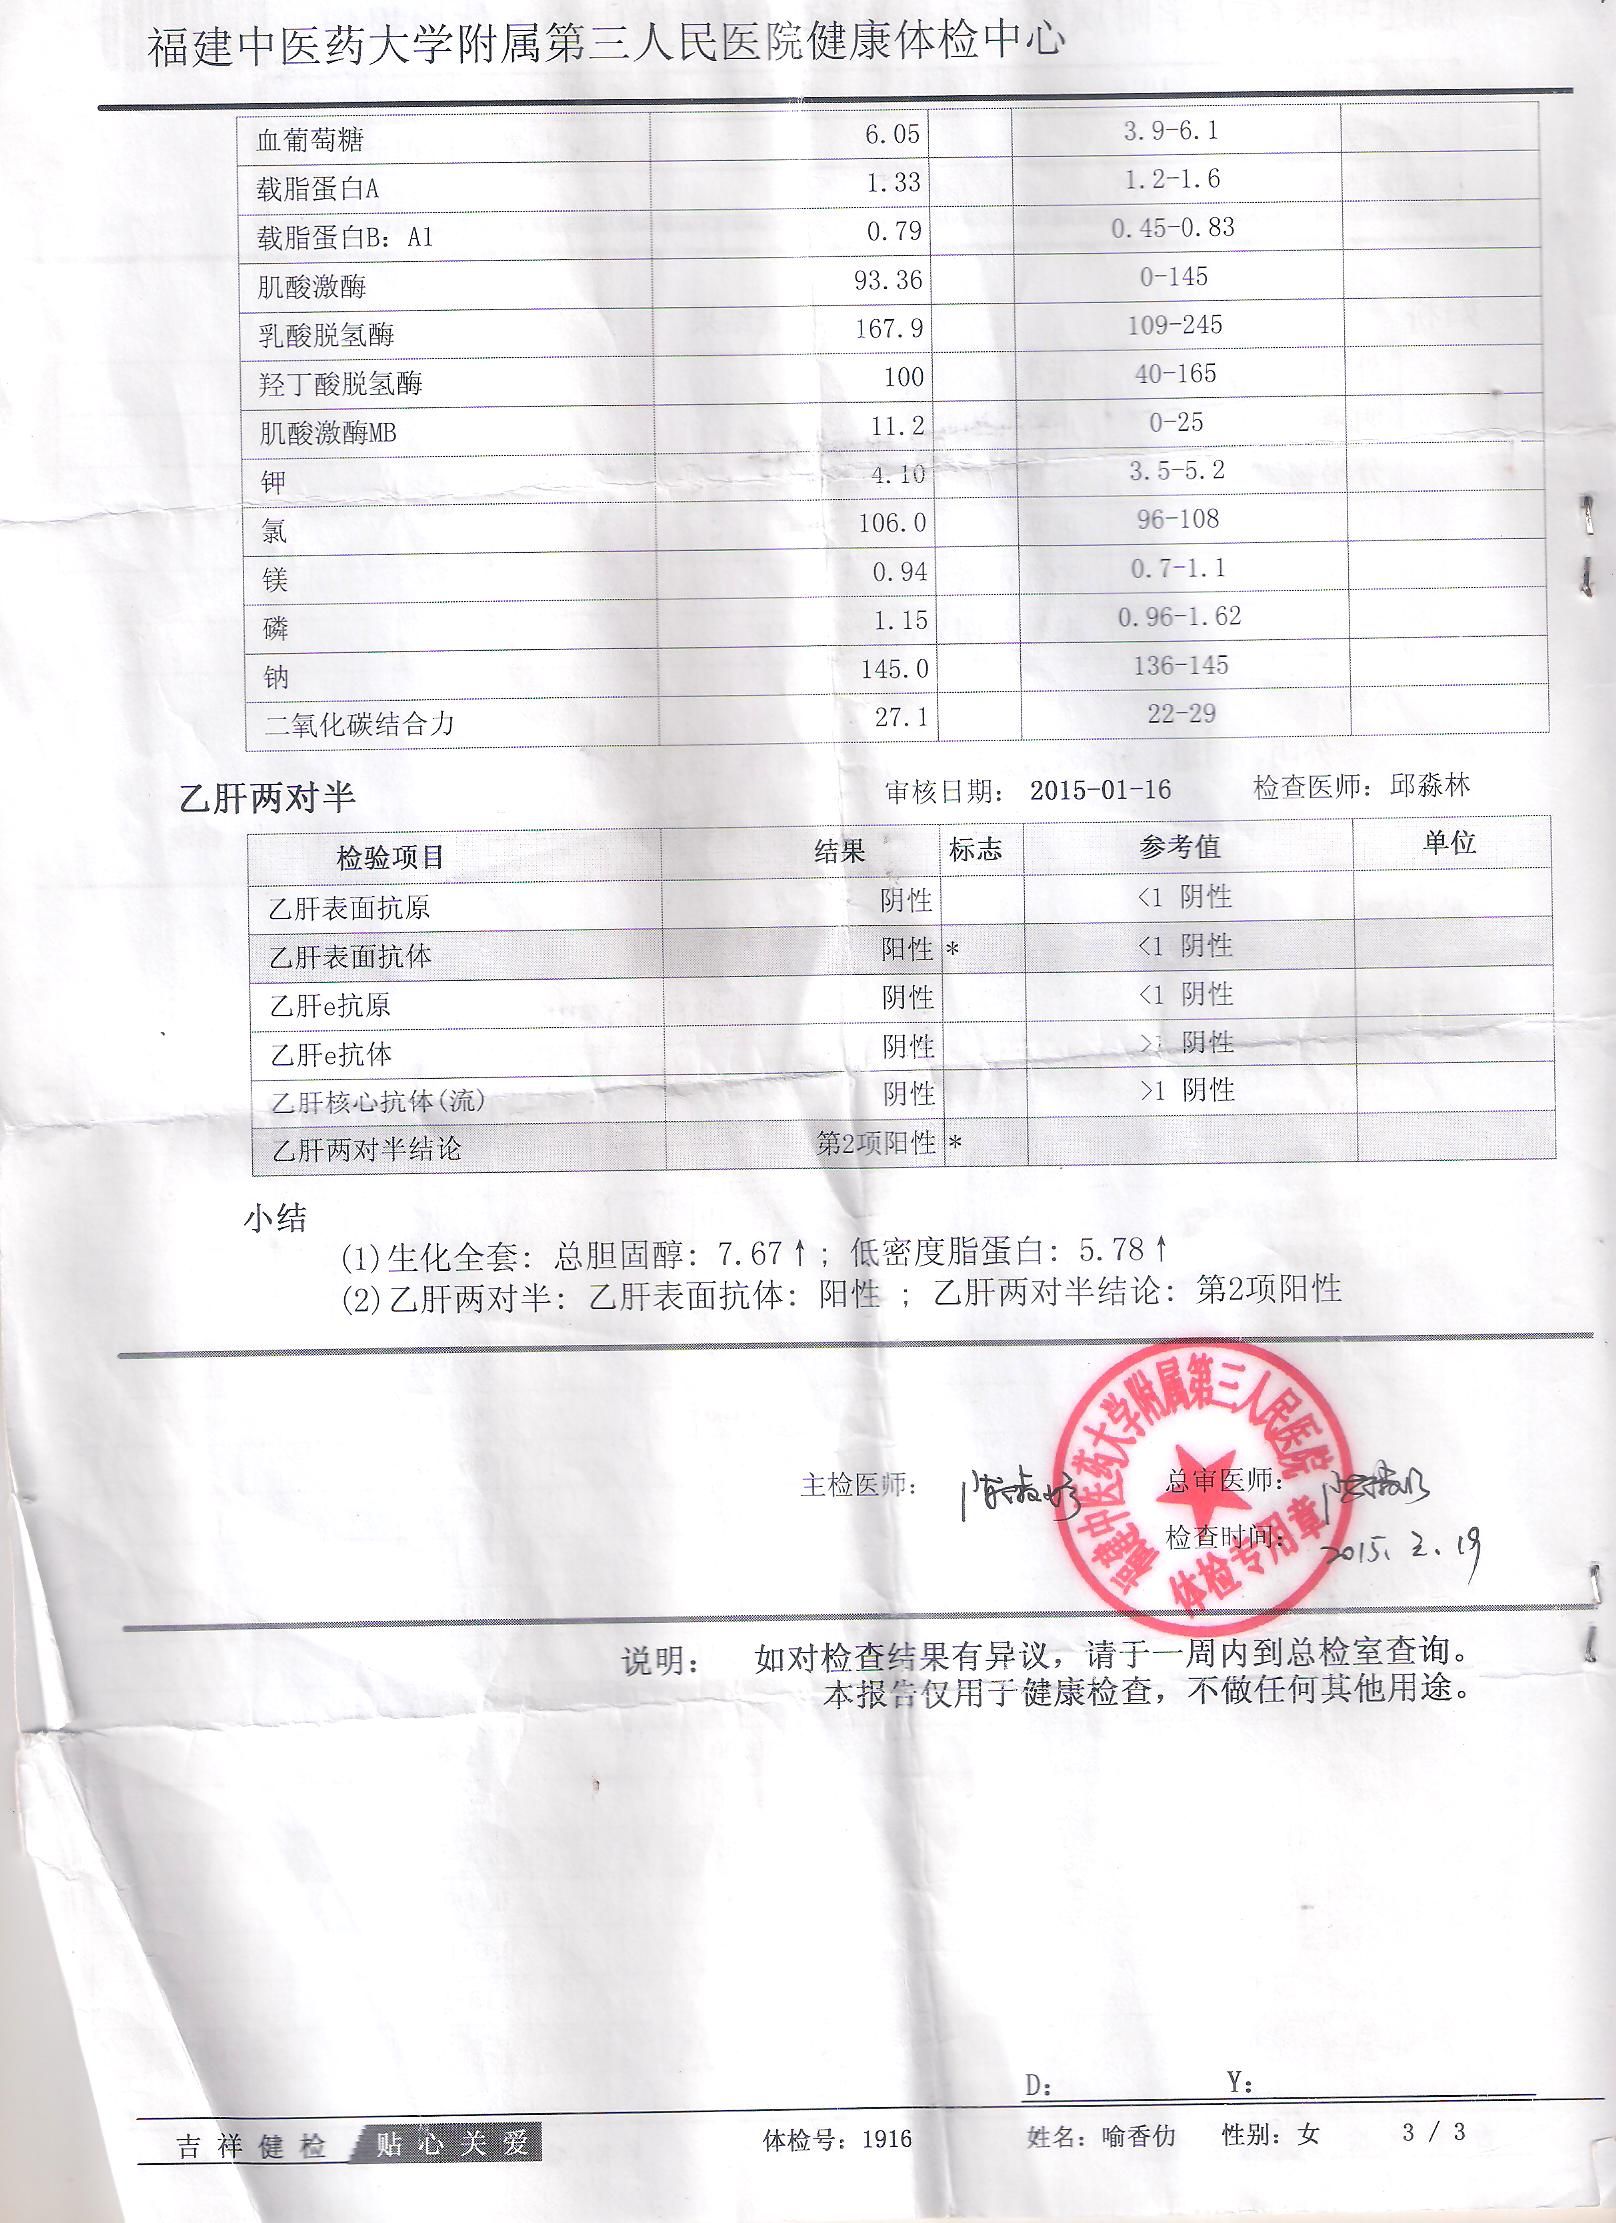 福建中医药大学附属第三人民医院健康体检中心
血葡萄糖 6.05 3.9-6.1
载脂蛋白A 1.33 1.2-1.6
载脂蛋白B：A1 0.79 0.45-0.83
肌酸激酶 93.36 0-145
乳酸脱氢酶 167.9 109-245
羟丁酸脱氢酶 100 40-165
肌酸激酶MB 11.2 0-25
钾 4.10 3.5-5.2
氯 106.0 96-108
镁 0.94 0.7-1.1
磷 1.15 0.96-1.62
钠 145.0 136-145
二氧化碳结合力 27.1 22-29
乙肝两对半 审核日期： 2015-01-16 检查医师：邱淼林
检验项目 结果 标志 参考值 单位
乙肝表面抗原 阴性 <1 阴性
乙肝表面抗体 阳性 * <1 阴性
乙肝e抗原 阴性 <1 阴性
乙肝e抗体 阴性 >1 阴性
乙肝核心抗体(流) 阴性 >1 阴性
乙肝两对半结论 第2项阳性 *
小结
(1)生化全套：总胆固醇：7.67↑；低密度脂蛋白：5.78↑
(2)乙肝两对半：乙肝表面抗体：阳性 ；乙肝两对半结论：第2项阳性
福建中医药大学附属第三人民医院
主检医师： 总审医师：
检查时间： 2015.2.19
体检专用章
说明： 如对检查结果有异议，请于一周内到总检室查询。
本报告仅用于健康检查，不做任何其他用途。
D： Y：
吉祥健检 贴心关爱 体检号：1916 姓名：喻香仂 性别：女 3 / 3